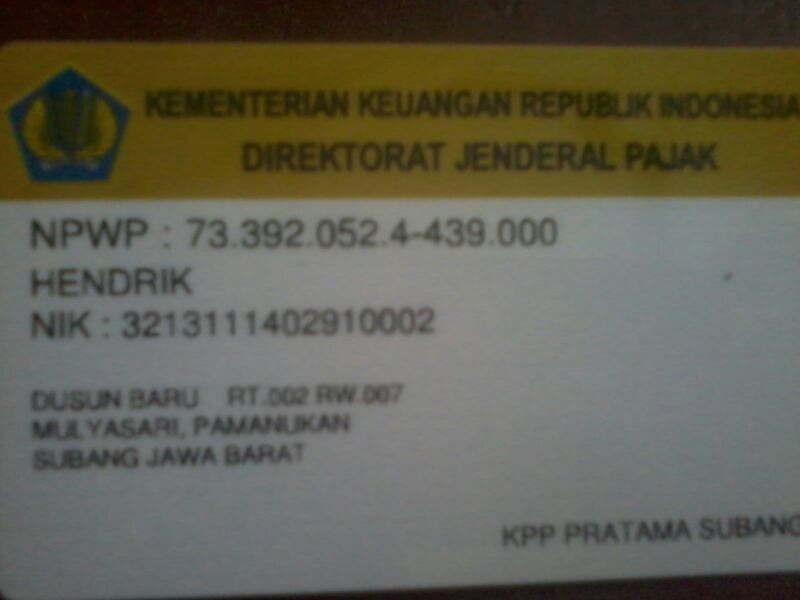 KEMENTERIAN KEUANGAN REPUBLIK INDONESIA
DIREKTORAT JENDERAL PAJAK
NPWP : 73.392.052.4-439.000
HENDRIK
NIK : 3213111402910002
DUSUN BARU RT.002 RW.007
MULYASARI, PAMANUKAN
SUBANG JAWA BARAT
KPP PRATAMA SUBANG